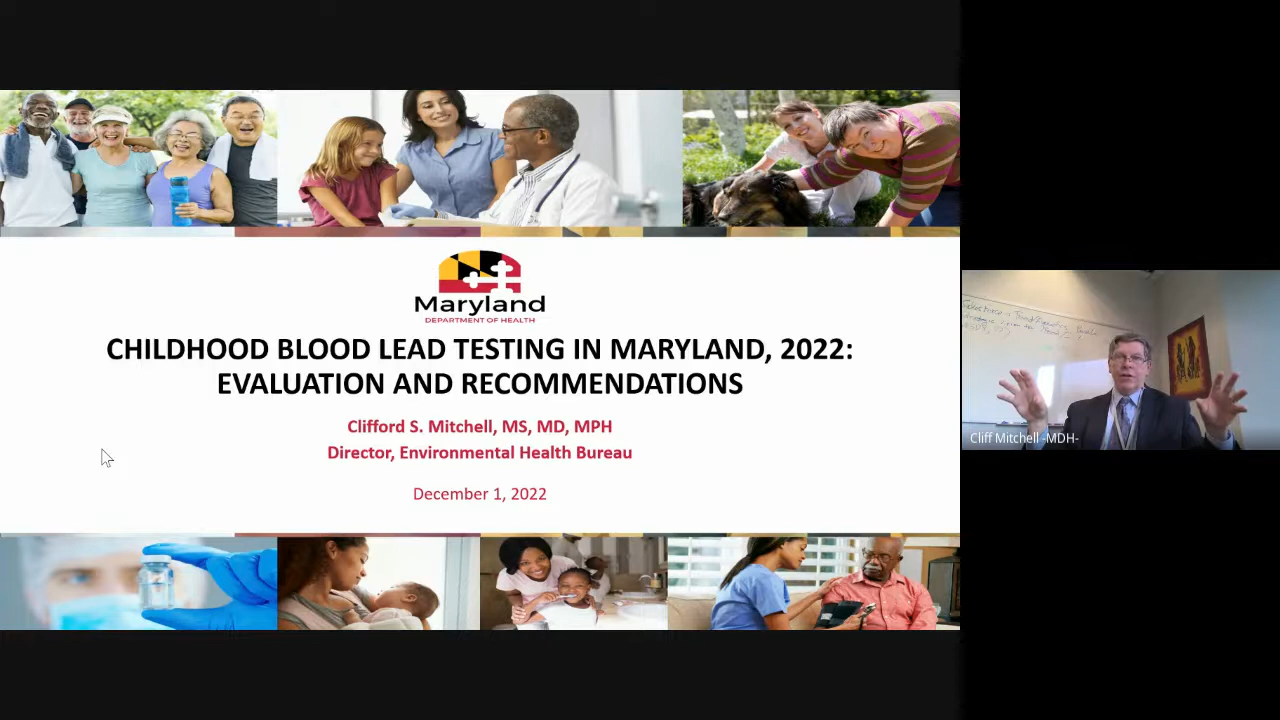 Maryland
DEPARTMENT OF HEALTH
CHILDHOOD BLOOD LEAD TESTING IN MARYLAND, 2022:
EVALUATION AND RECOMMENDATIONS
Clifford S. Mitchell, MS, MD, MPH
Director, Environmental Health Bureau
December 1, 2022
Cliff Mitchell -MDH-